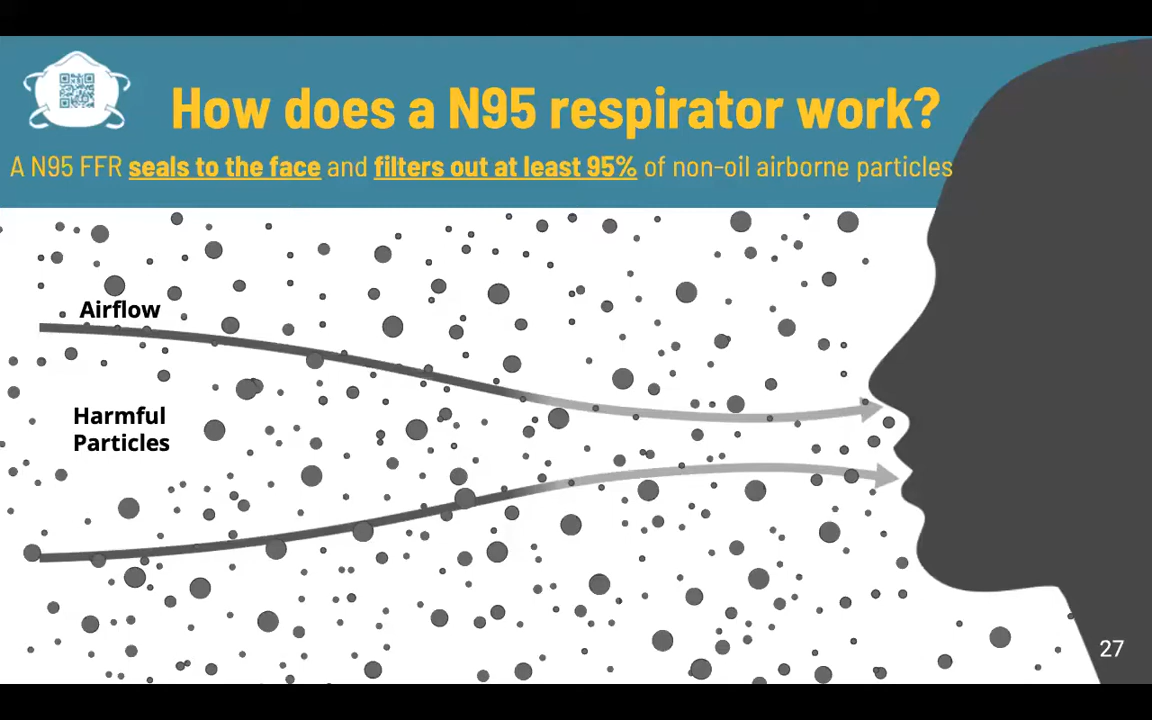 How does a N95 respirator work?
A N95 FFR seals to the face and filters out at least 95% of non-oil airborne particles
Airflow
Harmful
Particles
27